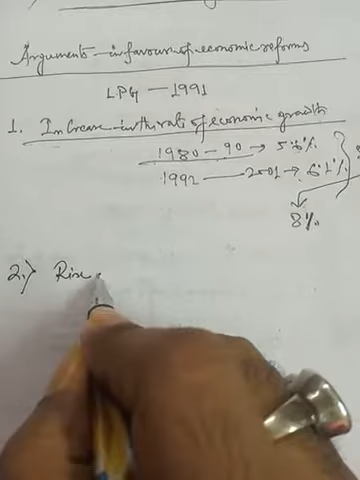 Arguments in favour of economic reforms
LPG — 1991
1. Increase in the rate of economic growth
1980 - 90 → 5.6%
1992 — 2001 → 6.1%
8%
2.) Rise